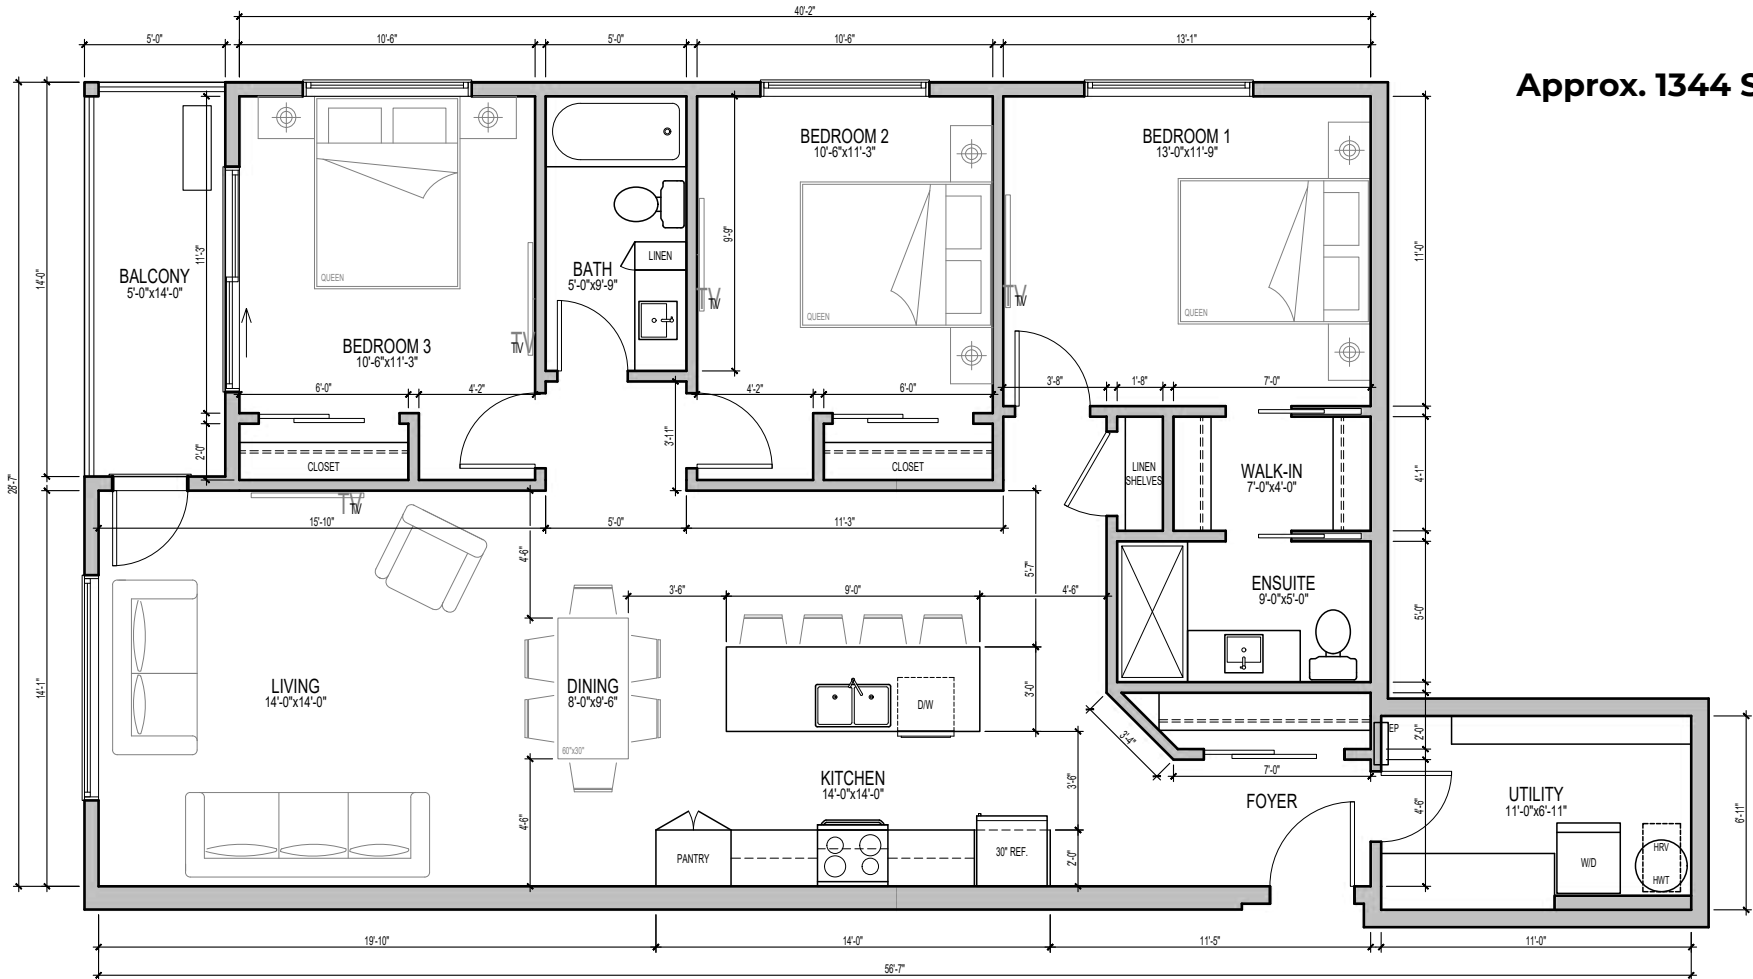 40'-2"
5'-0"
10'-6"
5'-0"
10'-6"
13'-1"
Approx. 1344 S
BEDROOM 2
10'-6"x11'-3"
BEDROOM 1
13'-0"x11'-9"
9'-9"
11'-3"
11'-0"
14'-0"
BALCONY
5'-0"x14'-0"
QUEEN
BATH
5'-0"x9'-9"
LINEN
TV
TV
TV
TV
QUEEN
QUEEN
BEDROOM 3
10'-6"x11'-3"
TV
TV
6'-0"
4'-2"
4'-2"
6'-0"
3'-8"
1'-8"
7'-0"
3'-11"
2'-0"
CLOSET
CLOSET
LINEN
SHELVES
WALK-IN
7'-0"x4'-0"
4'-1"
28'-7"
TV
TV
15'-10"
5'-0"
11'-3"
4'-6"
5'-7"
3'-6"
9'-0"
4'-6"
ENSUITE
9'-0"x5'-0"
5'-0"
14'-1"
LIVING
14'-0"x14'-0"
DINING
8'-0"x9'-6"
60"x30"
D/W
3'-0"
3'-4"
2'-0"
EP
7'-0"
KITCHEN
14'-0"x14'-0"
3'-6"
FOYER
4'-6"
UTILITY
11'-0"x6'-11"
6'-11"
4'-6"
PANTRY
30" REF.
2'-0"
W/D
HRV
HWT
19'-10"
14'-0"
11'-5"
11'-0"
56'-7"